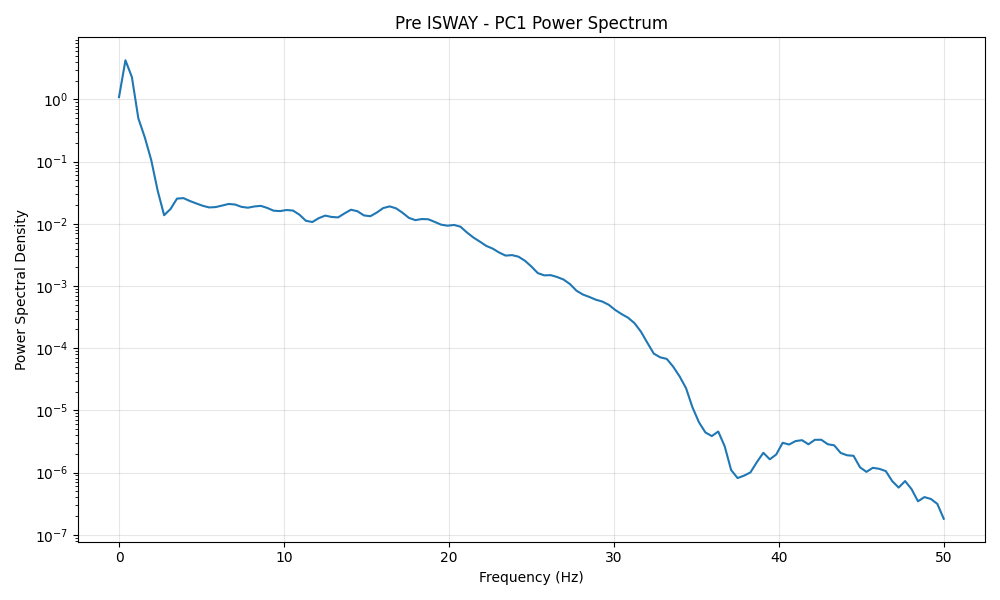 Pre ISWAY - PC1 Power Spectrum
Power Spectral Density
10⁰
10⁻¹
10⁻²
10⁻³
10⁻⁴
10⁻⁵
10⁻⁶
10⁻⁷
0 10 20 30 40 50
Frequency (Hz)